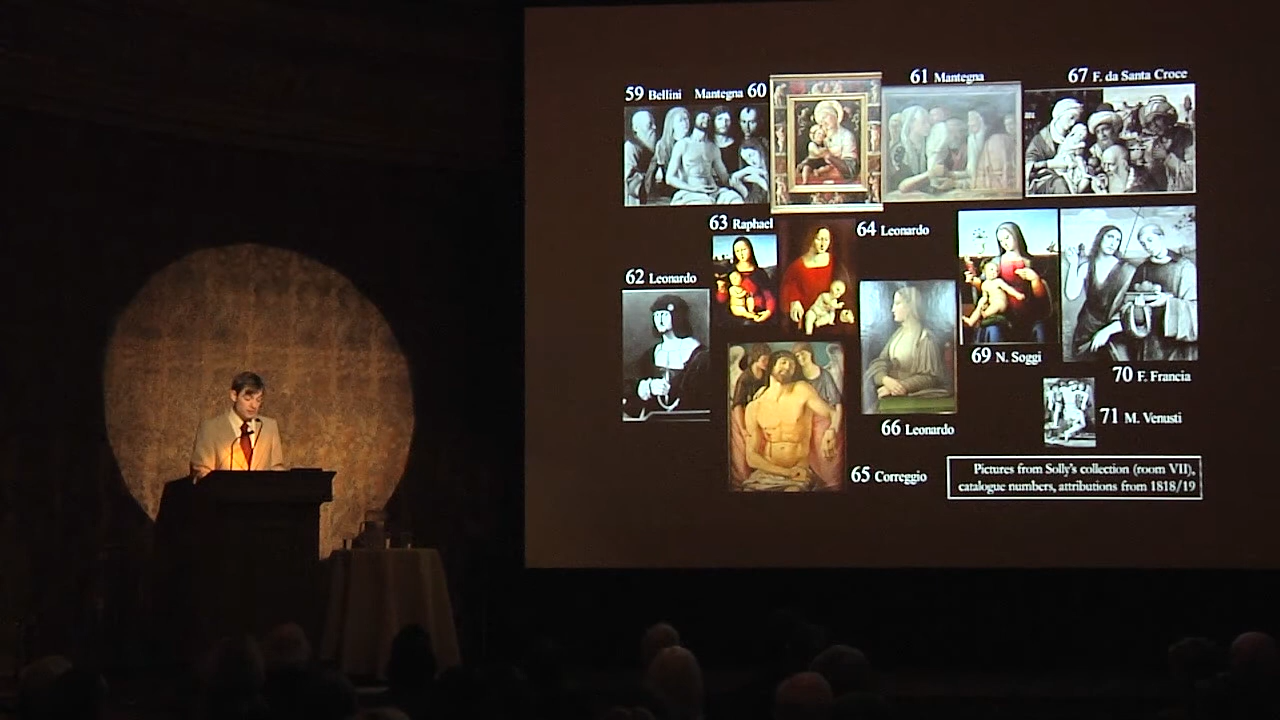 59 Bellini
Mantegna 60
61 Mantegna
67 F. da Santa Croce
63 Raphael
64 Leonardo
62 Leonardo
69 N. Soggi
70 F. Francia
71 M. Venusti
66 Leonardo
65 Correggio
Pictures from Solly's collection (room VII),
catalogue numbers, attributions from 1818/19